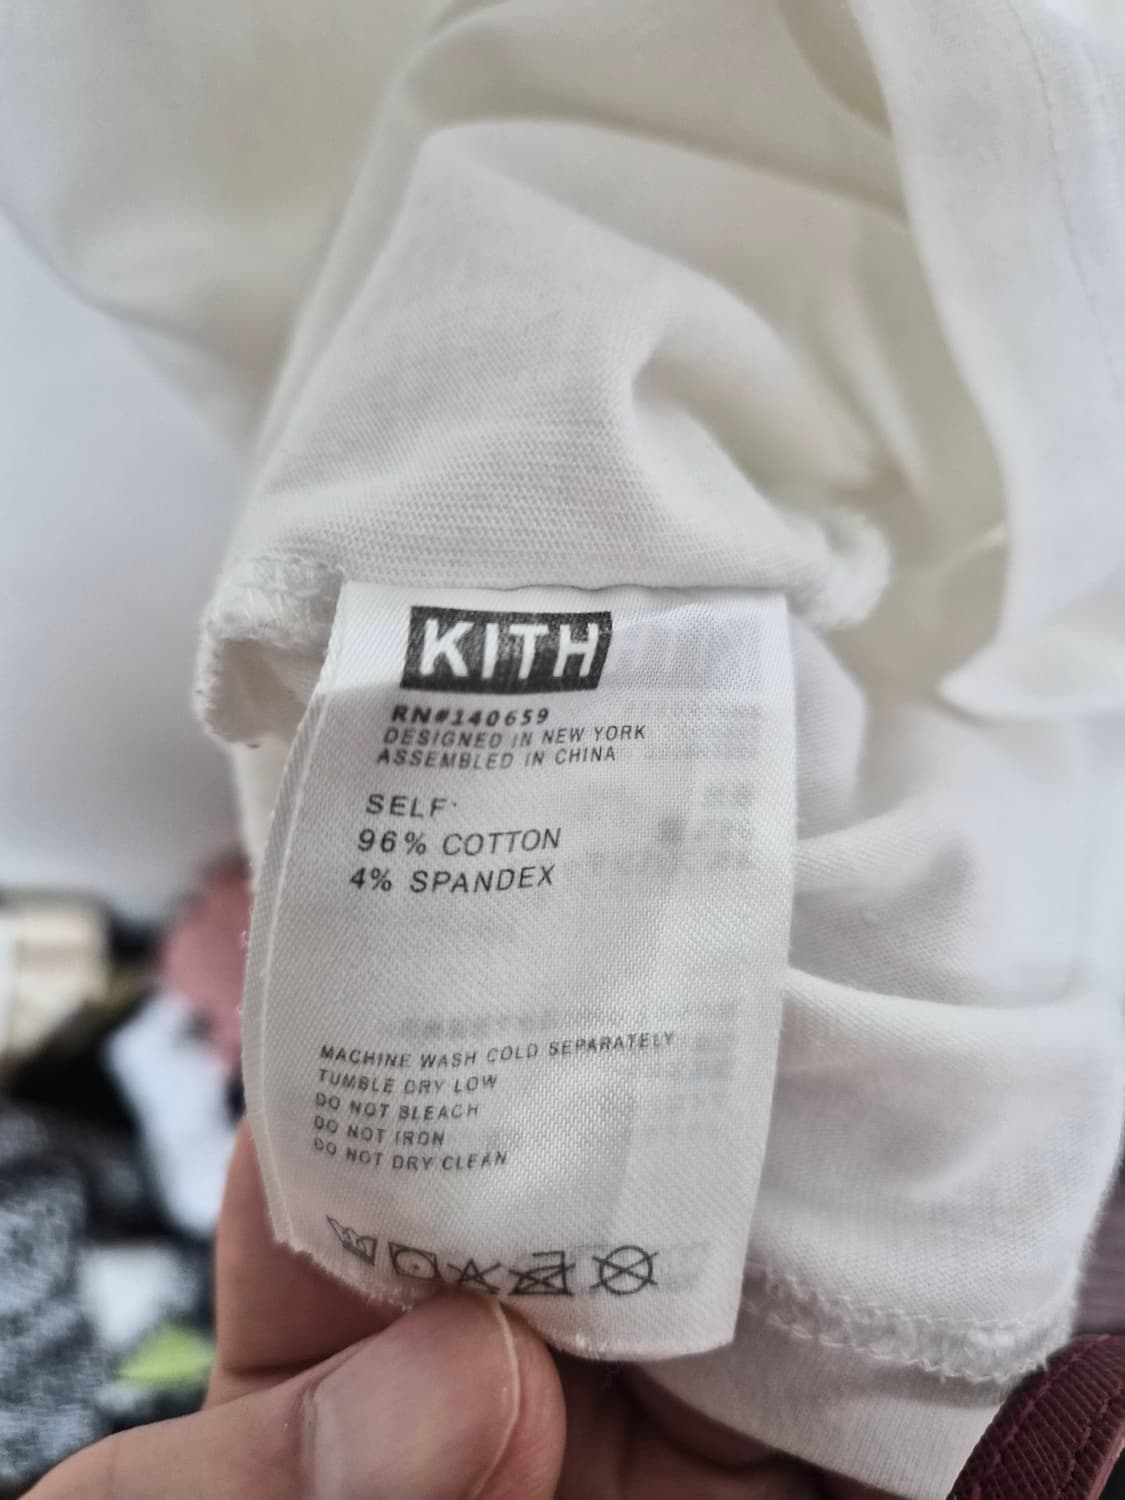 KITH
RN#140659
DESIGNED IN NEW YORK
ASSEMBLED IN CHINA
SELF:
96% COTTON
4% SPANDEX
MACHINE WASH COLD SEPARATELY
TUMBLE DRY LOW
DO NOT BLEACH
DO NOT IRON
DO NOT DRY CLEAN